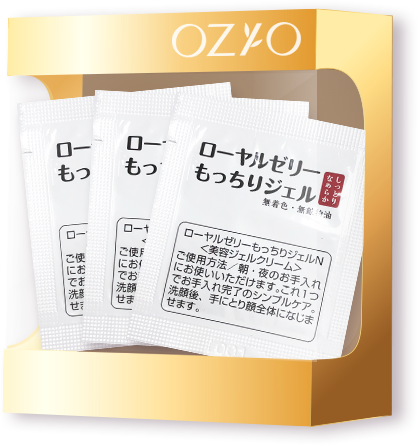 OZIO
ローヤルゼリー
もっちりジェル
しっとり
なめらか
無着色・無鉱物油
ローヤルゼリーもっちりジェルN
<美容ジェルクリーム>
ご使用方法/朝・夜のお手入れ
にお使いいただけます。これ1つ
でお手入れ完了のシンプルケア。
洗顔後、手にとり顔全体になじま
せます。